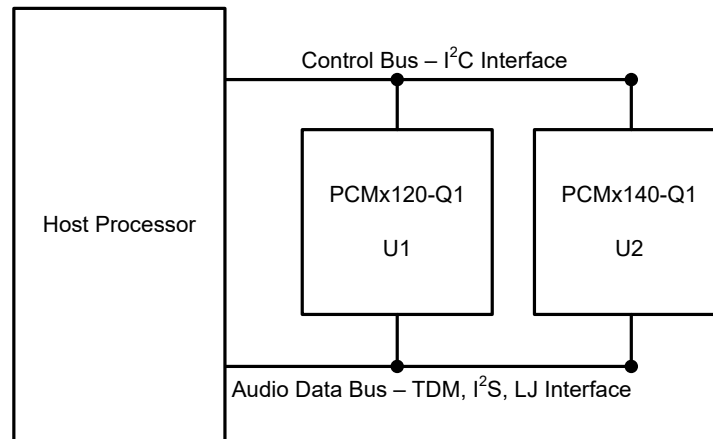 Control Bus – I²C Interface
PCMx120-Q1
PCMx140-Q1
Host Processor
U1
U2
Audio Data Bus – TDM, I²S, LJ Interface